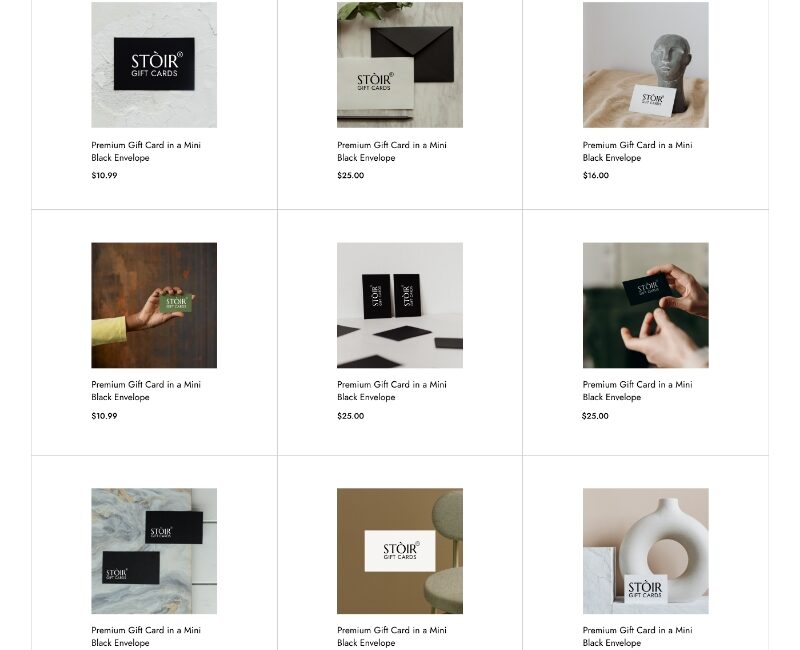 STÒIR®
GIFT CARDS
STÒIR®
GIFT CARDS
STÒIR®
GIFT CARDS
Premium Gift Card in a Mini
Black Envelope
$10.99
Premium Gift Card in a Mini
Black Envelope
$25.00
Premium Gift Card in a Mini
Black Envelope
$16.00
STÒIR®
GIFT CARDS
STÒIR®
GIFT CARDS
STÒIR®
GIFT CARDS
STÒIR®
GIFT CARDS
Premium Gift Card in a Mini
Black Envelope
$10.99
Premium Gift Card in a Mini
Black Envelope
$25.00
Premium Gift Card in a Mini
Black Envelope
$25.00
STÒIR®
GIFT CARDS
STÒIR®
GIFT CARDS
STÒIR®
GIFT CARDS
STÒIR
GIFT CARDS
Premium Gift Card in a Mini
Black Envelope
Premium Gift Card in a Mini
Black Envelope
Premium Gift Card in a Mini
Black Envelope